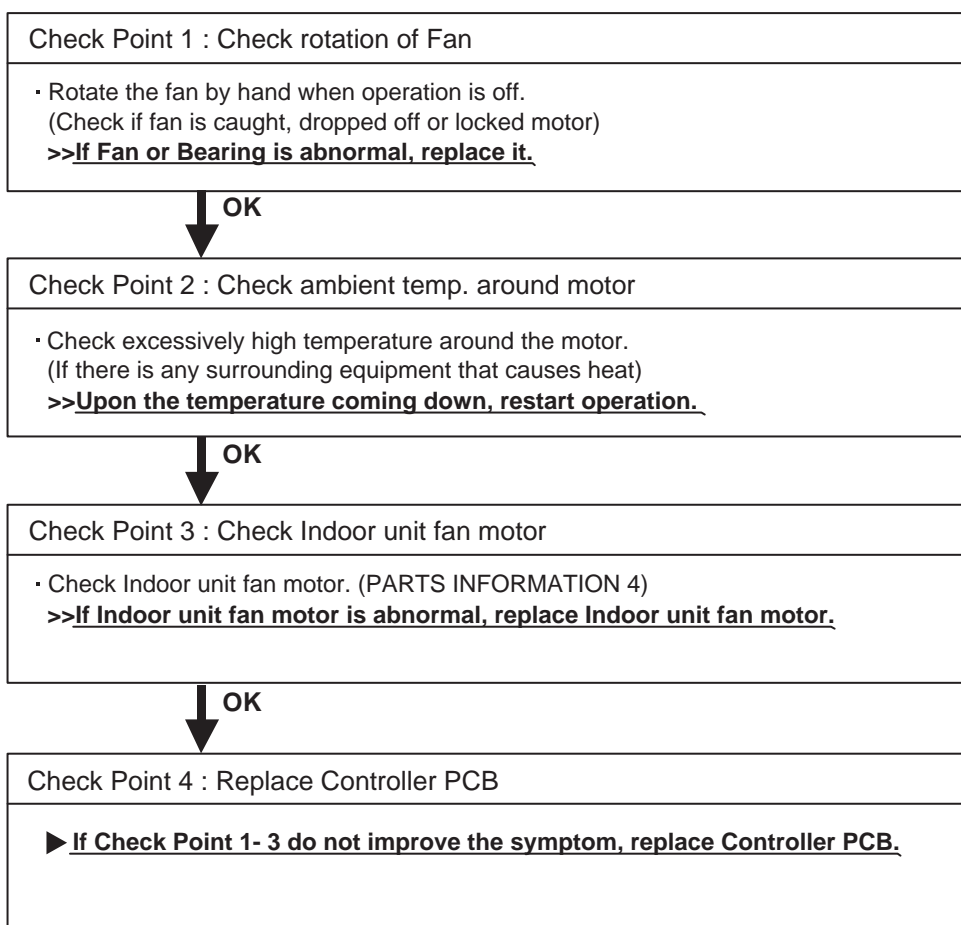 Check Point 1 : Check rotation of Fan
· Rotate the fan by hand when operation is off.
(Check if fan is caught, dropped off or locked motor)
>>If Fan or Bearing is abnormal, replace it.
OK
Check Point 2 : Check ambient temp. around motor
· Check excessively high temperature around the motor.
(If there is any surrounding equipment that causes heat)
>>Upon the temperature coming down, restart operation.
OK
Check Point 3 : Check Indoor unit fan motor
· Check Indoor unit fan motor. (PARTS INFORMATION 4)
>>If Indoor unit fan motor is abnormal, replace Indoor unit fan motor.
OK
Check Point 4 : Replace Controller PCB
▶ If Check Point 1- 3 do not improve the symptom, replace Controller PCB.